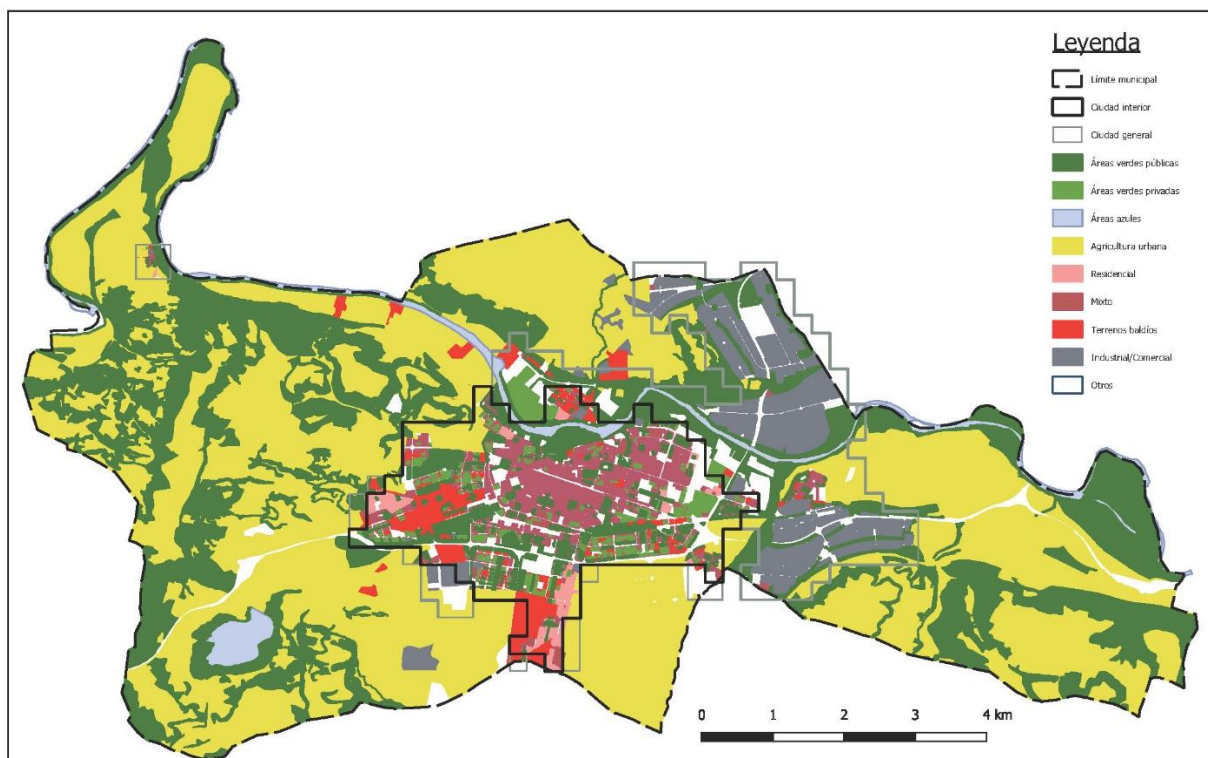 Leyenda
Límite municipal
Ciudad interior
Ciudad general
Áreas verdes públicas
Áreas verdes privadas
Áreas azules
Agricultura urbana
Residencial
Mixto
Terrenos baldíos
Industrial/Comercial
Otros
0 1 2 3 4 km